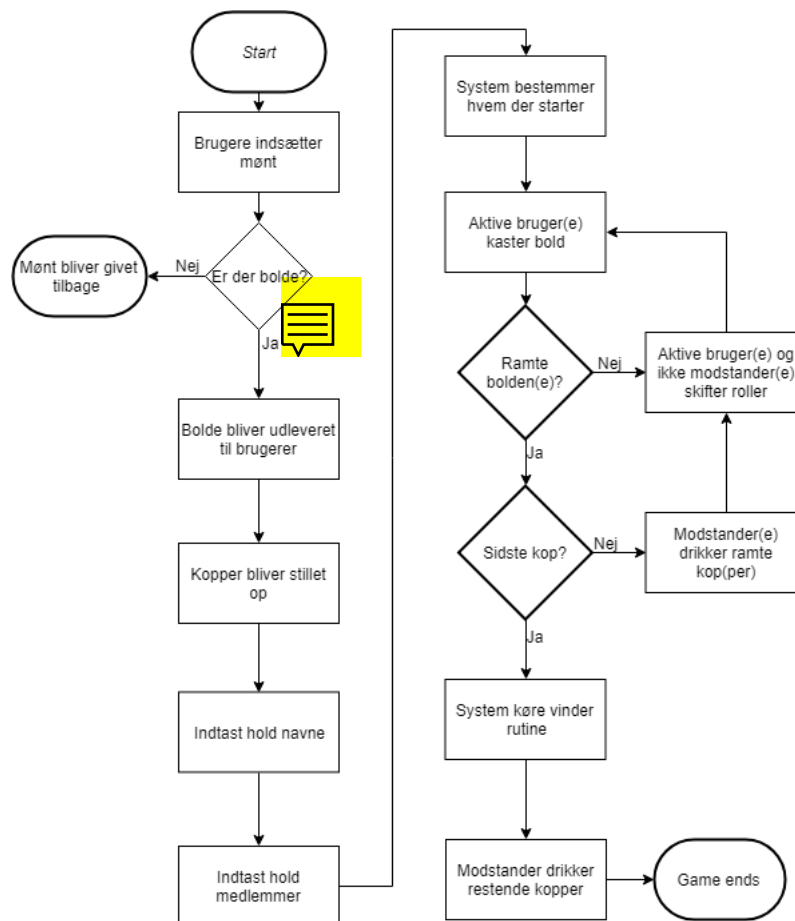 Start
Brugere indsætter
mønt
Er der bolde?
Nej
Mønt bliver givet
tilbage
Ja
Bolde bliver udleveret
til brugerer
Kopper bliver stillet
op
Indtast hold navne
Indtast hold
medlemmer
System bestemmer
hvem der starter
Aktive bruger(e)
kaster bold
Ramte
bolden(e)?
Nej
Aktive bruger(e) og
ikke modstander(e)
skifter roller
Ja
Sidste kop?
Nej
Modstander(e)
drikker ramte
kop(per)
Ja
System køre vinder
rutine
Modstander drikker
restende kopper
Game ends